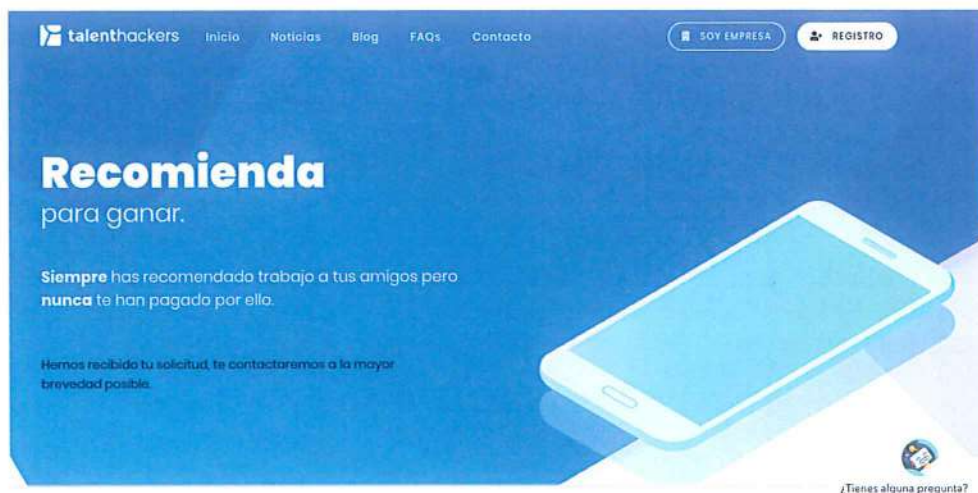 talenthackers Inicio Noticias Blog FAQs Contacto SOY EMPRESA REGISTRO
Recomienda
para ganar.
Siempre has recomendado trabajo a tus amigos pero
nunca te han pagado por ello.
Hemos recibido tu solicitud, te contactaremos a la mayor
brevedad posible.
¿Tienes alguna pregunta?